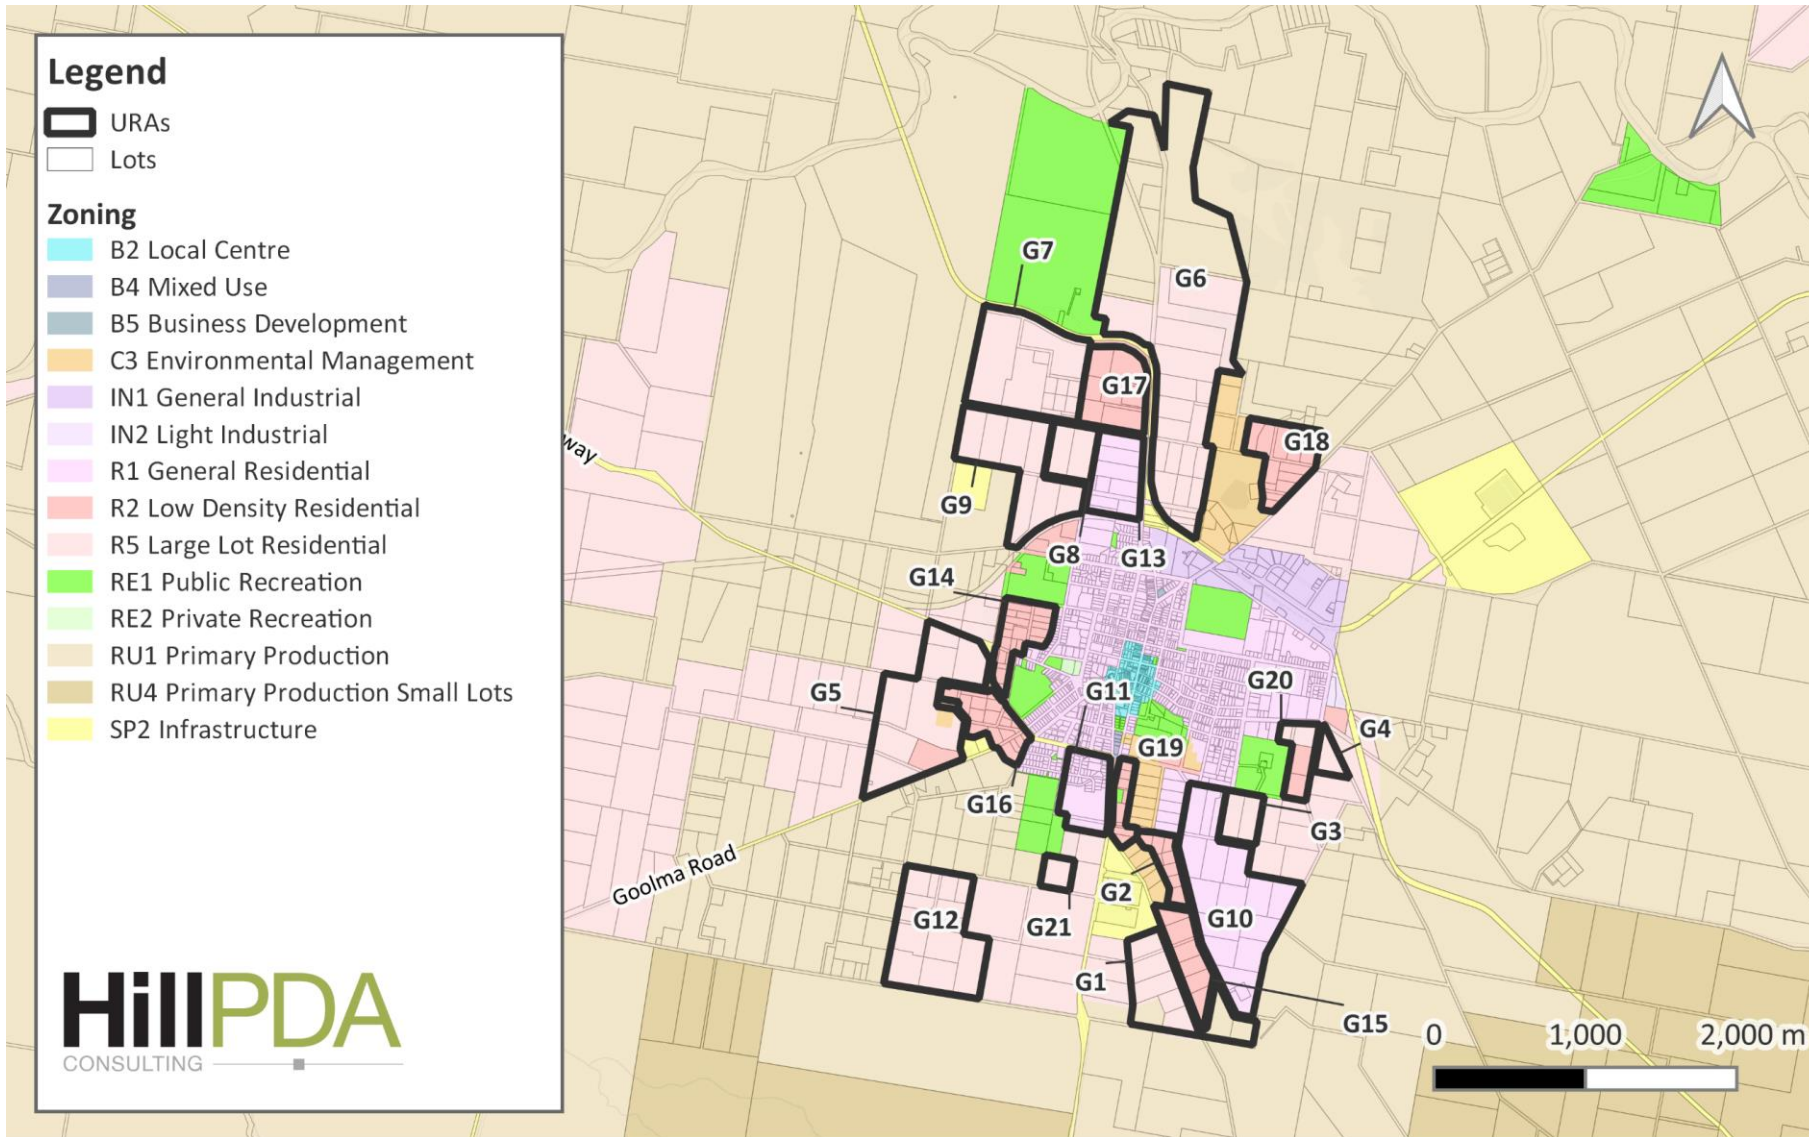 Legend
URAs
Lots
Zoning
B2 Local Centre
B4 Mixed Use
B5 Business Development
C3 Environmental Management
IN1 General Industrial
IN2 Light Industrial
R1 General Residential
R2 Low Density Residential
R5 Large Lot Residential
RE1 Public Recreation
RE2 Private Recreation
RU1 Primary Production
RU4 Primary Production Small Lots
SP2 Infrastructure
HillPDA
CONSULTING
G7
G6
G17
G18
way
G9
G8
G13
G14
G5
G11
G20
G4
G19
G16
G3
Goolma Road
G2
G12
G21
G10
G1
G15
0 1,000 2,000 m